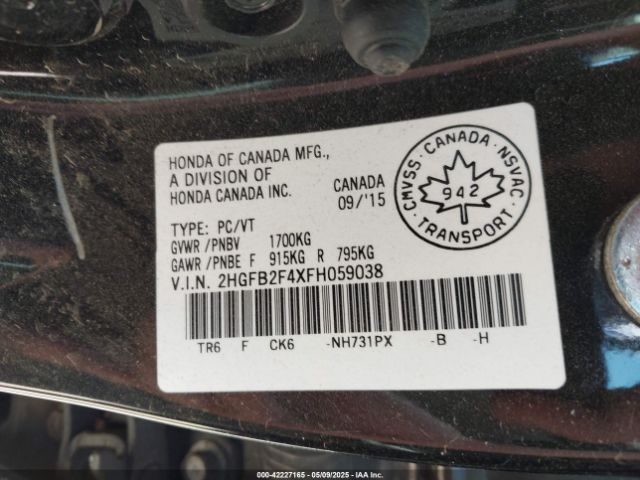 HONDA OF CANADA MFG.,
A DIVISION OF
HONDA CANADA INC.
CANADA
09/'15
CMVSS · CANADA · NSVAC
942
TRANSPORT
TYPE: PC/VT
GVWR /PNBV 1700KG
GAWR /PNBE F 915KG R 795KG
V.I.N. 2HGFB2F4XFH059038
TR6 F CK6 -NH731PX -B -H
000-42227165 - 05/09/2025 - IAA Inc.